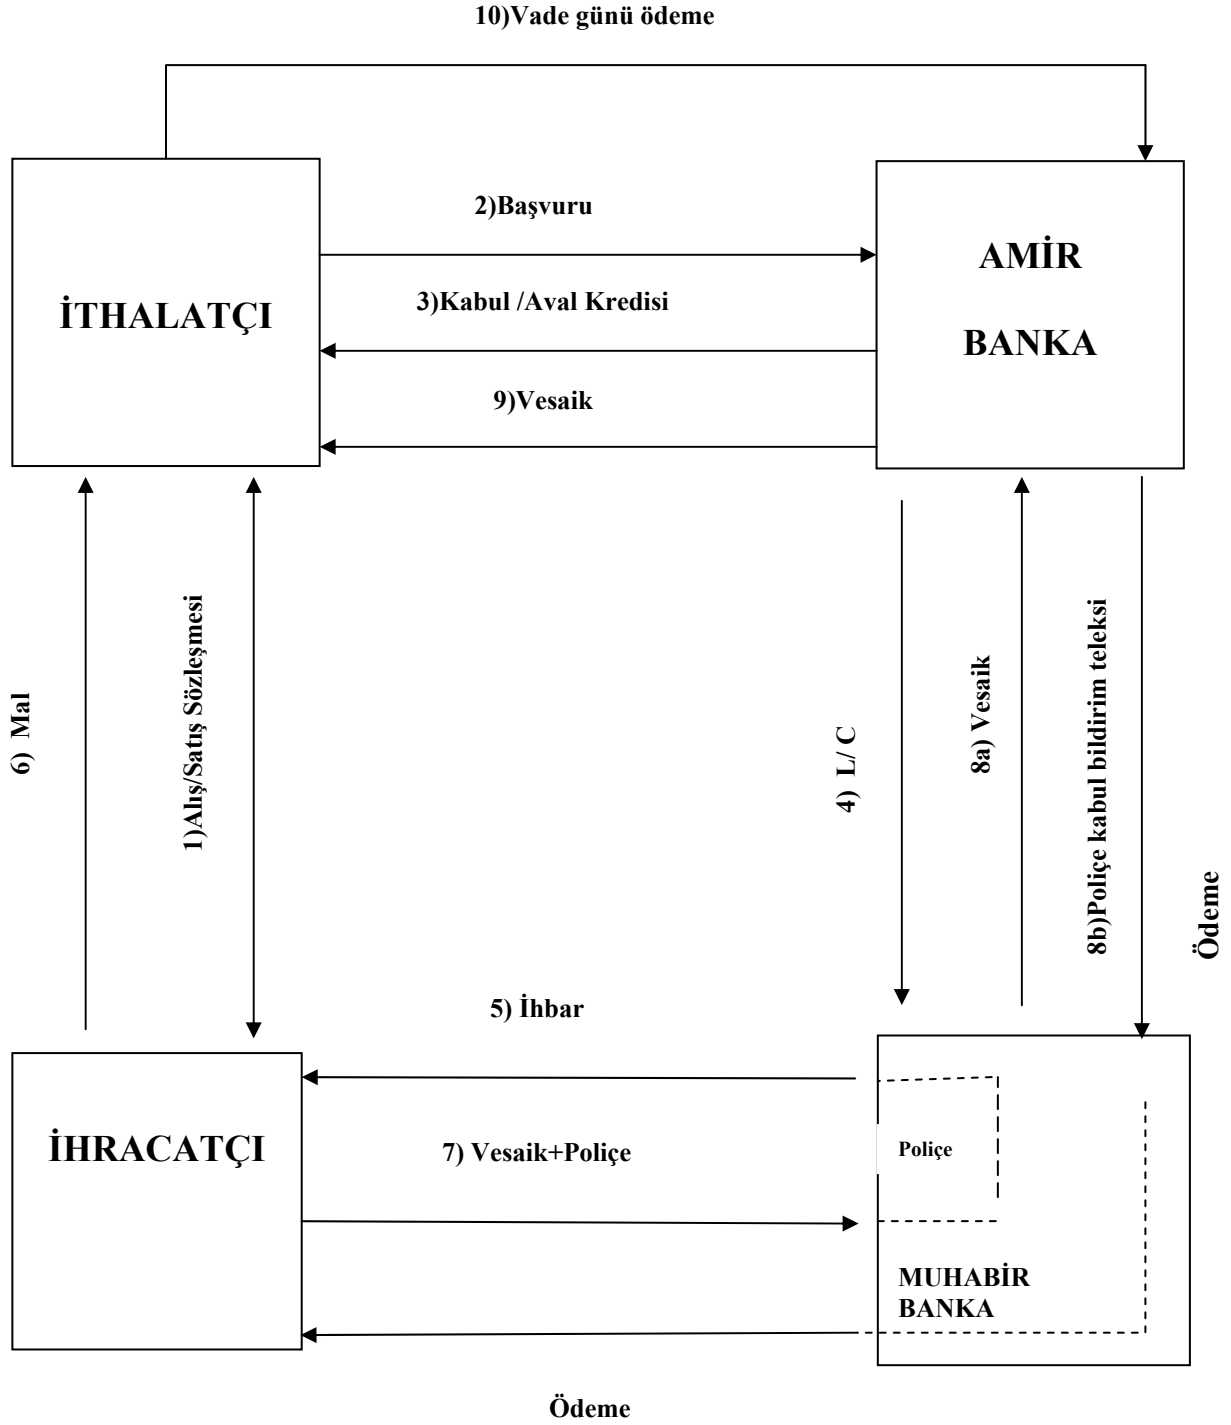 10)Vade günü ödeme
2)Başvuru
AMİR
BANKA
İTHALATÇI
3)Kabul /Aval Kredisi
9)Vesaik
6) Mal
1)Alış/Satış Sözleşmesi
4) L/ C
8a) Vesaik
8b)Poliçe kabul bildirim teleksi
Ödeme
5) İhbar
İHRACATÇI
7) Vesaik+Poliçe
Poliçe
MUHABİR
BANKA
Ödeme